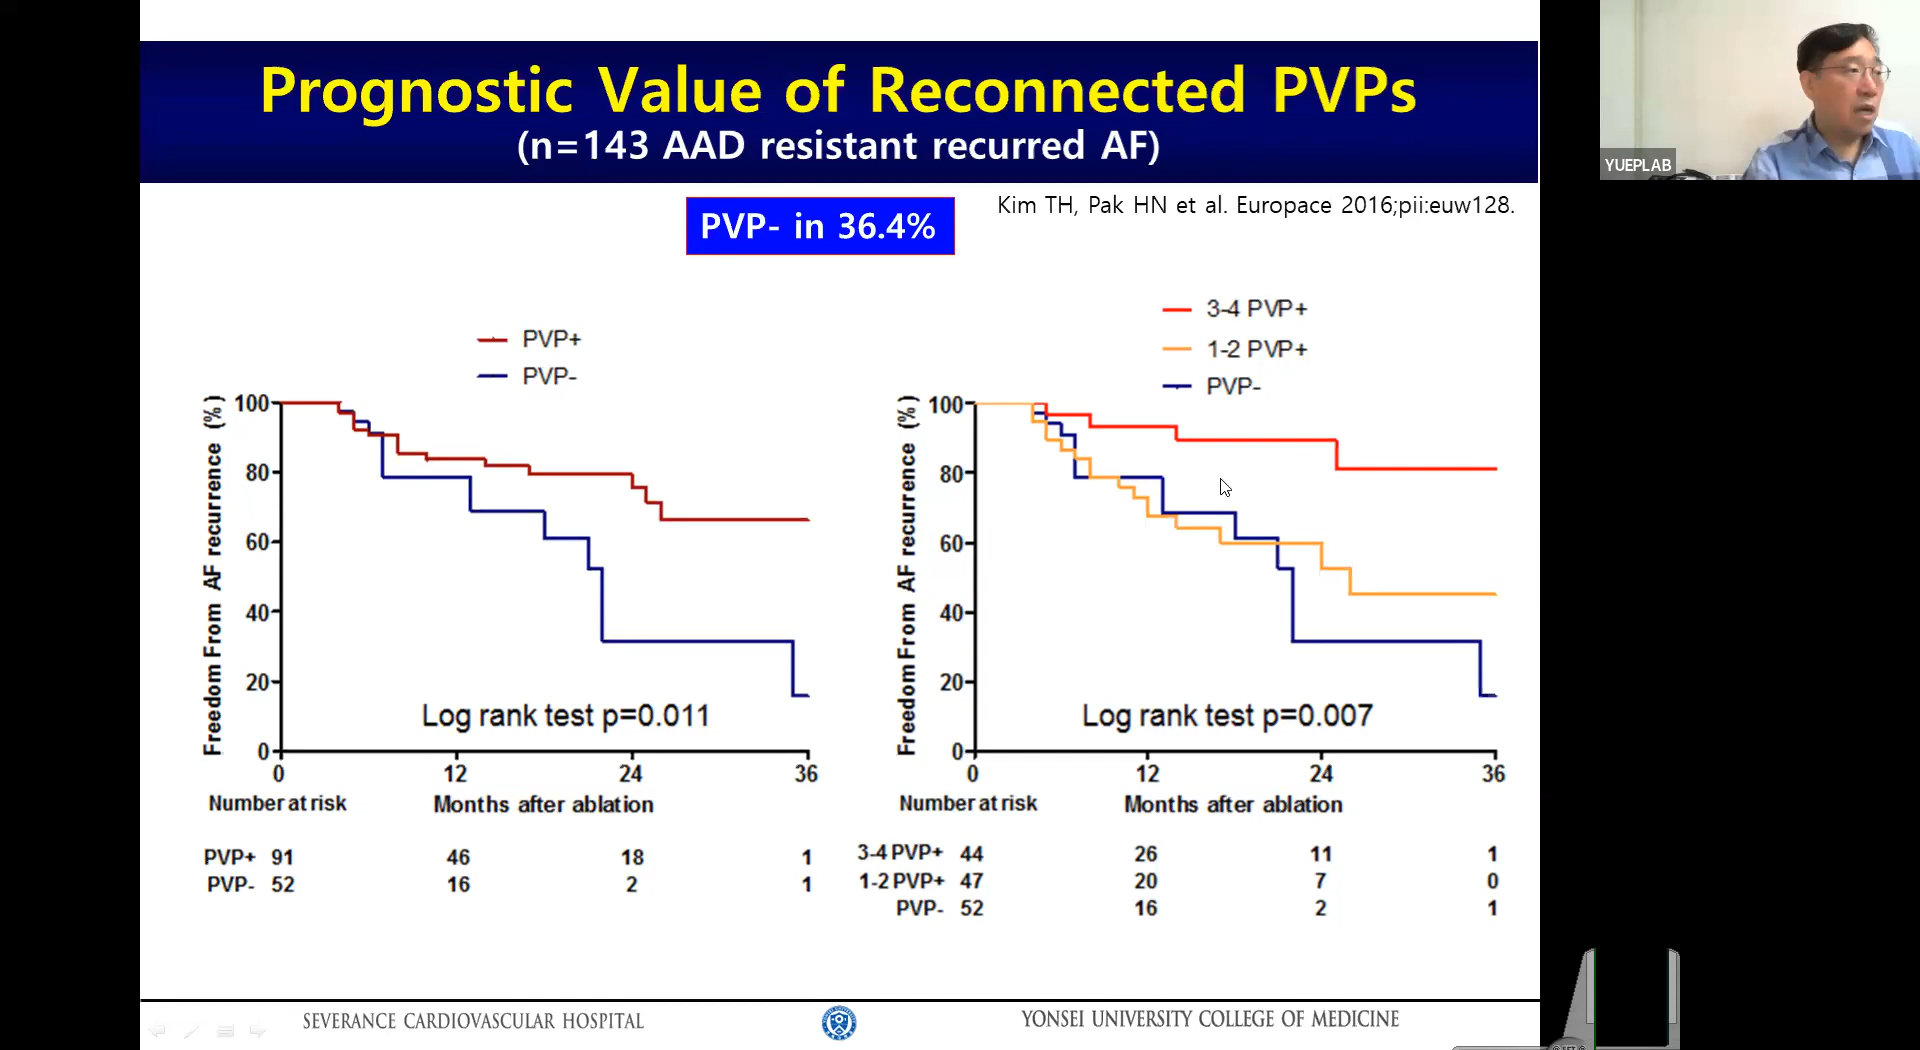 Prognostic Value of Reconnected PVPs
(n=143 AAD resistant recurred AF)
YUEPLAB
PVP- in 36.4%
Kim TH, Pak HN et al. Europace 2016;pii:euw128.
PVP+
PVP-
Freedom From AF recurrence (%)
100
80
60
40
20
0
0 12 24 36
Log rank test p=0.011
Number at risk Months after ablation
PVP+ 91 46 18 1
PVP- 52 16 2 1
3-4 PVP+
1-2 PVP+
PVP-
Freedom From AF recurrence (%)
100
80
60
40
20
0
0 12 24 36
Log rank test p=0.007
Number at risk Months after ablation
3-4 PVP+ 44 26 11 1
1-2 PVP+ 47 20 7 0
PVP- 52 16 2 1
SEVERANCE CARDIOVASCULAR HOSPITAL
YONSEI UNIVERSITY COLLEGE OF MEDICINE